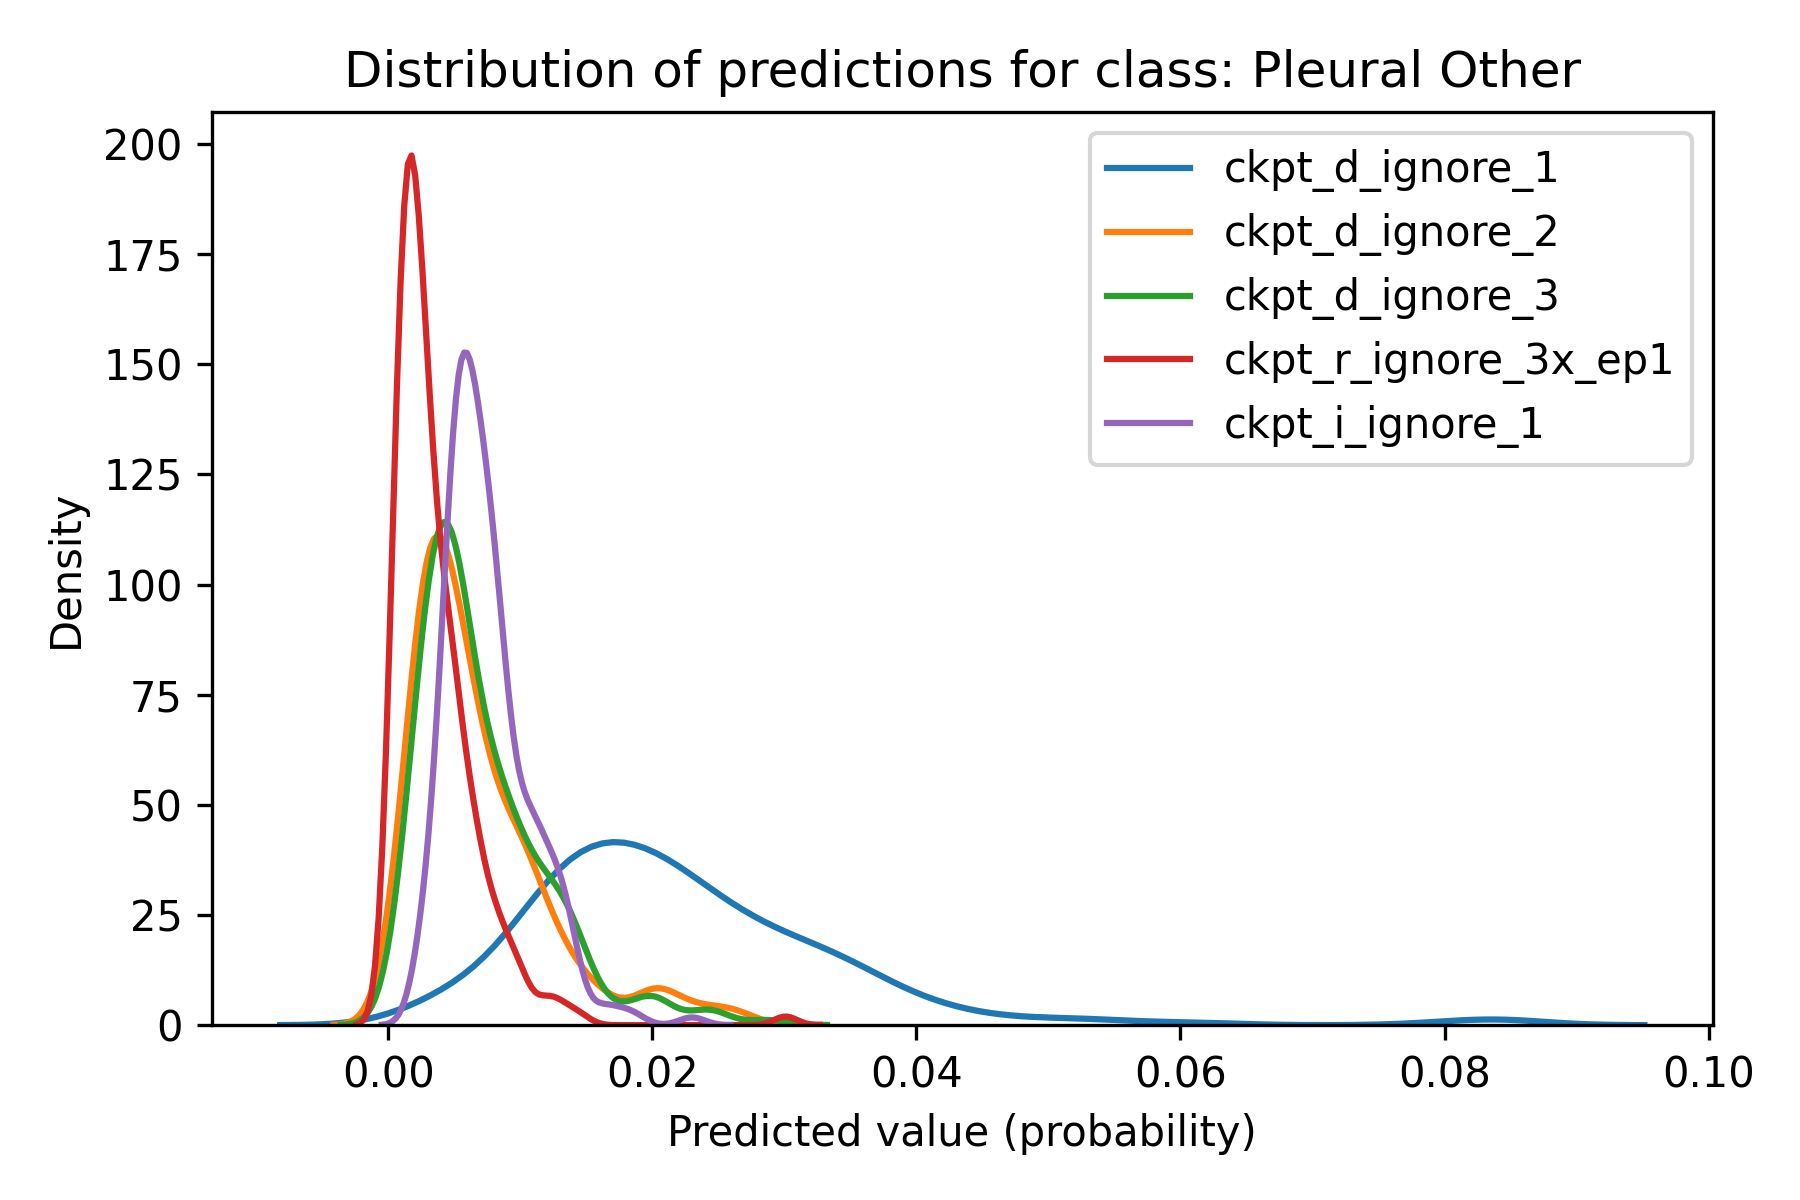 Distribution of predictions for class: Pleural Other
200
175
150
125
100
75
50
25
0
Density
ckpt_d_ignore_1
ckpt_d_ignore_2
ckpt_d_ignore_3
ckpt_r_ignore_3x_ep1
ckpt_i_ignore_1
0.00 0.02 0.04 0.06 0.08 0.10
Predicted value (probability)